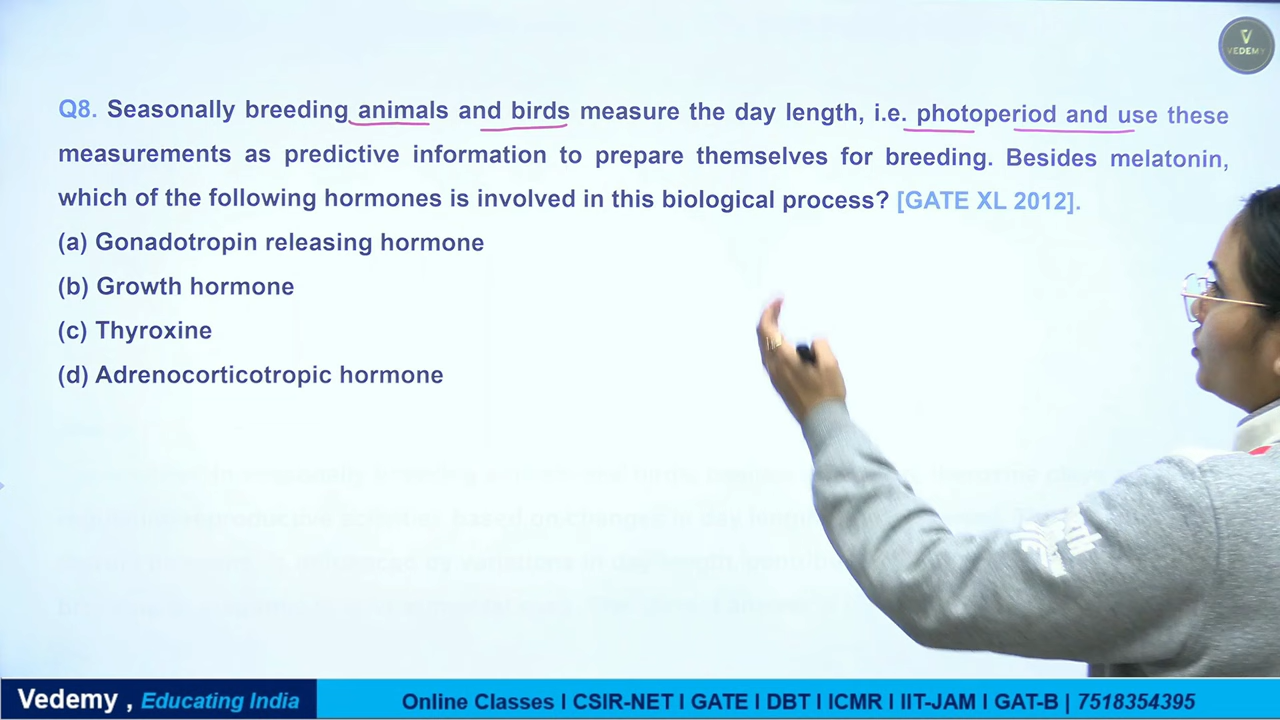 V
VEDEMY
Q8. Seasonally breeding animals and birds measure the day length, i.e. photoperiod and use these
measurements as predictive information to prepare themselves for breeding. Besides melatonin,
which of the following hormones is involved in this biological process? [GATE XL 2012].
(a) Gonadotropin releasing hormone
(b) Growth hormone
(c) Thyroxine
(d) Adrenocorticotropic hormone
Vedemy , Educating India
Online Classes I CSIR-NET I GATE I DBT I ICMR I IIT-JAM I GAT-B | 7518354395